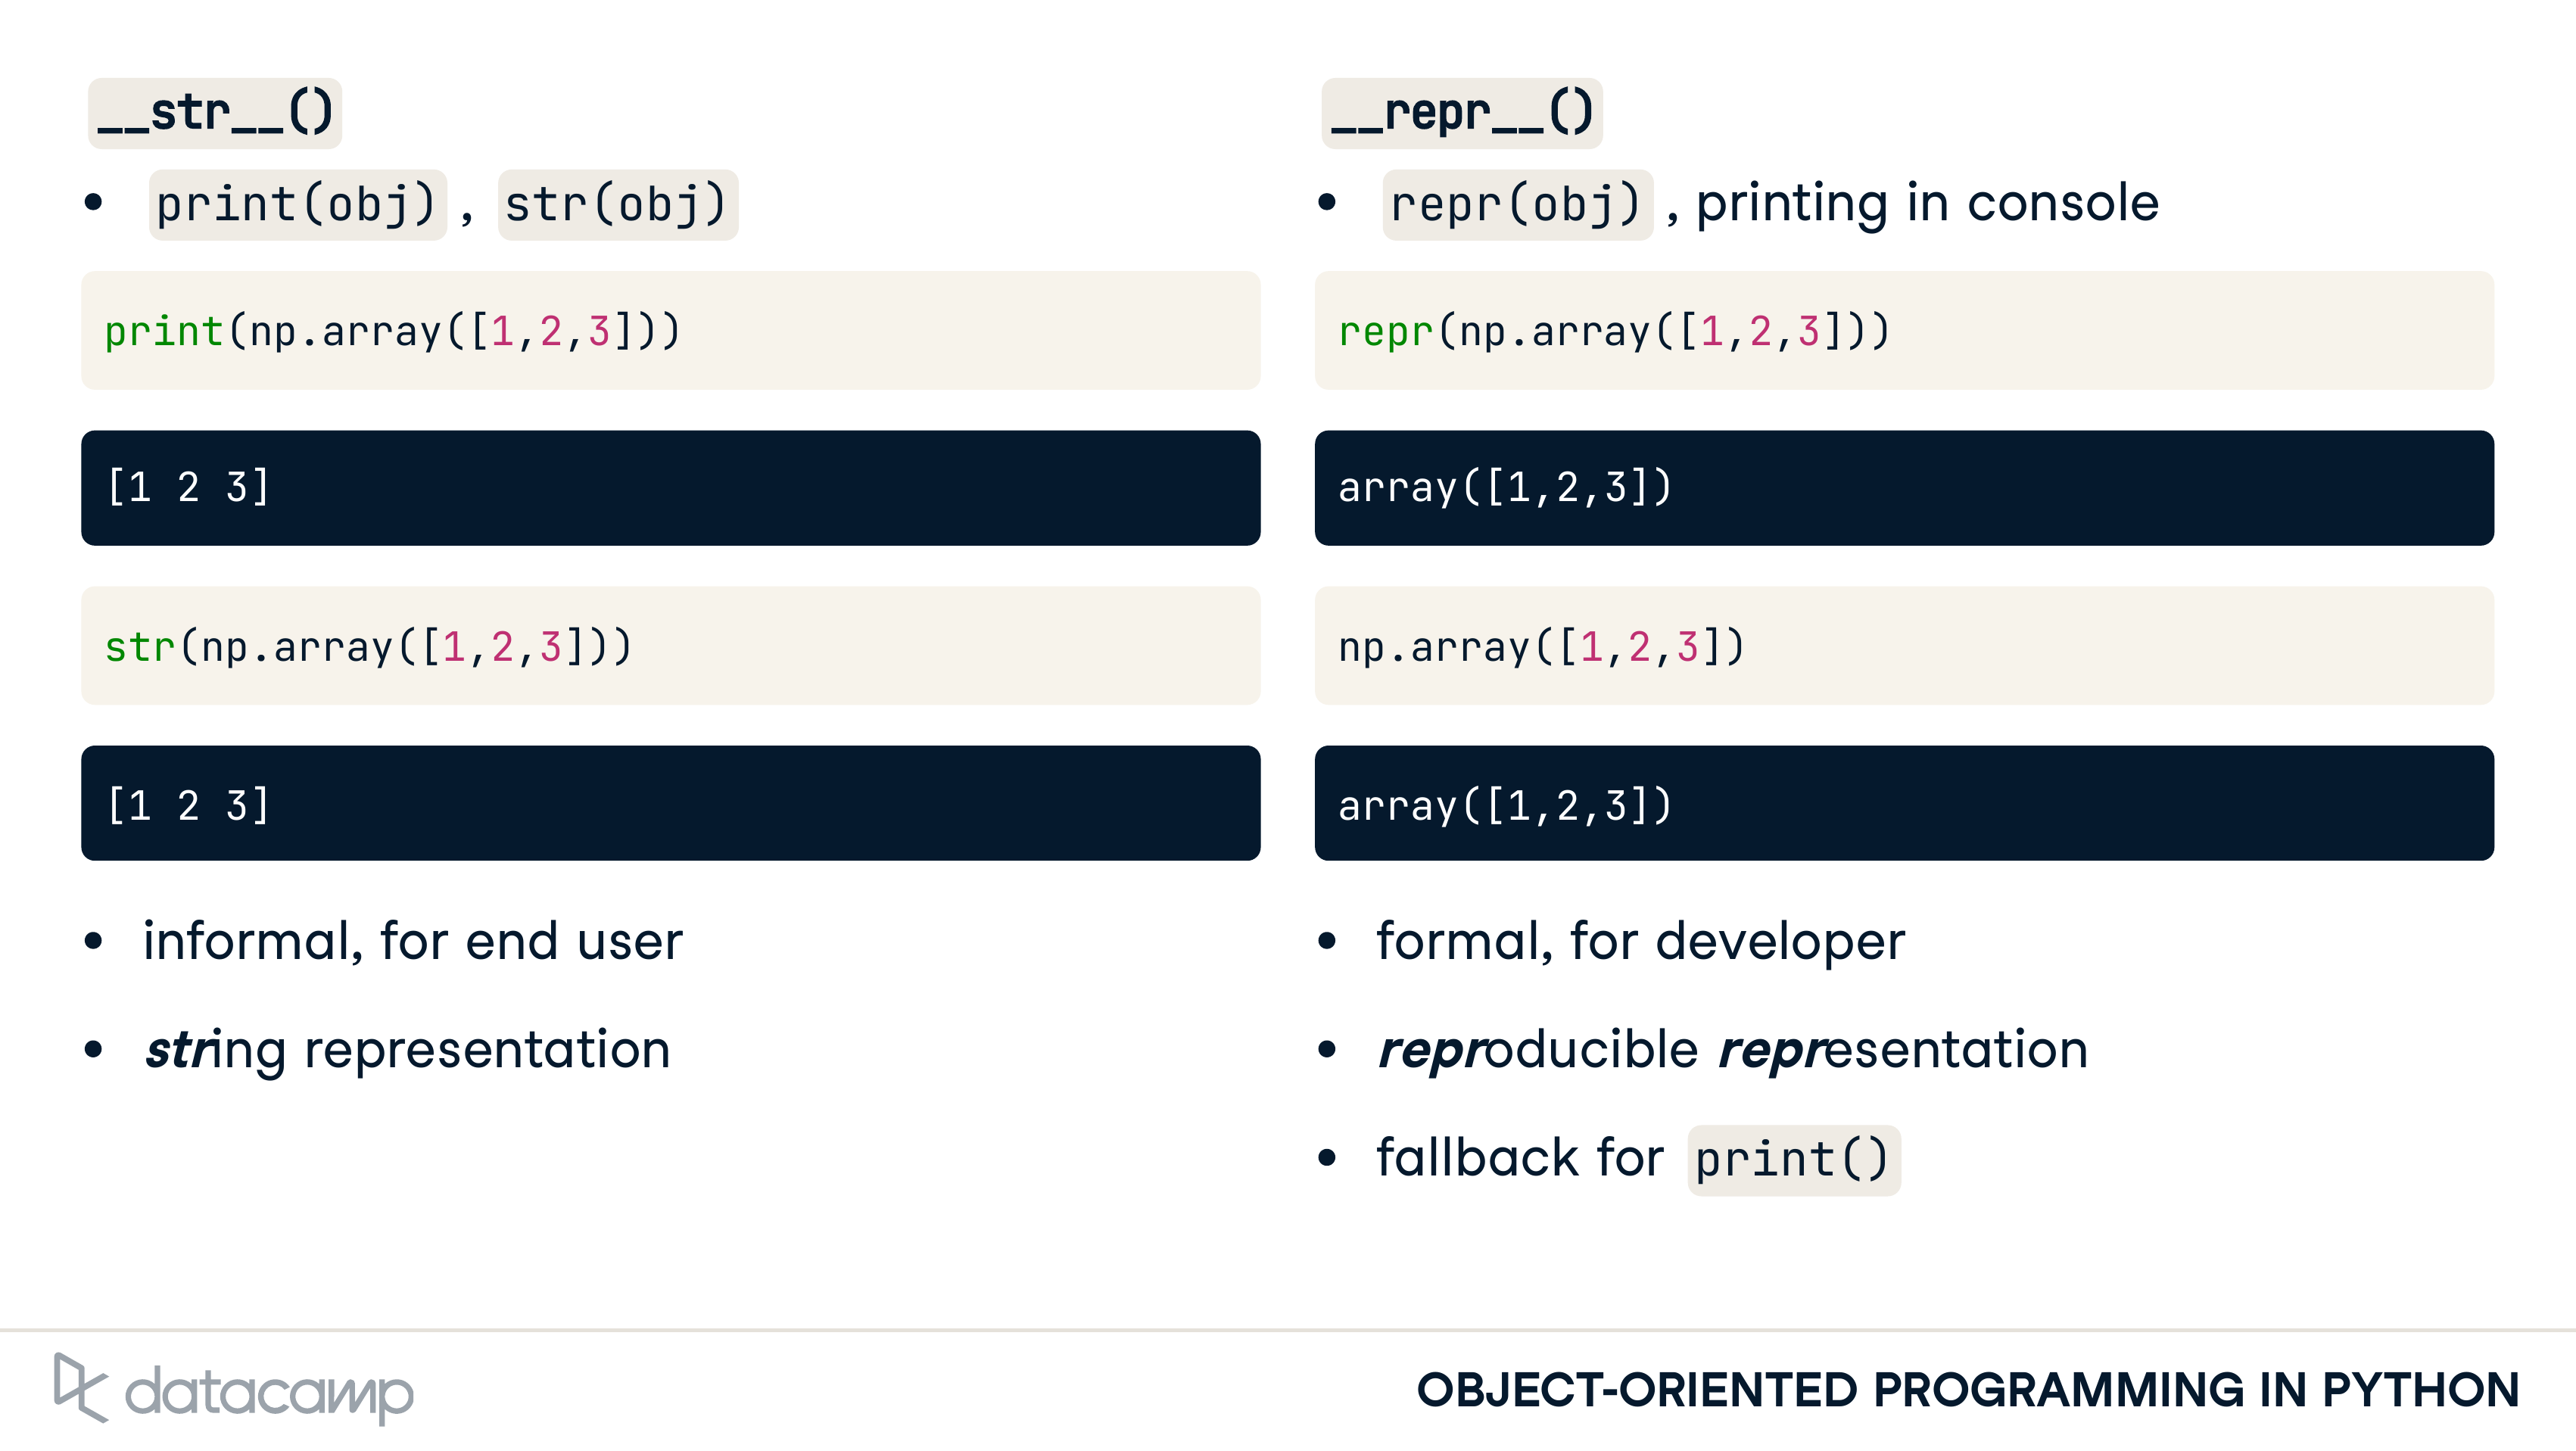 __str__()
print(obj) , str(obj)
print(np.array([1,2,3]))
[1 2 3]
str(np.array([1,2,3]))
[1 2 3]
informal, for end user
string representation
__repr__()
repr(obj) , printing in console
repr(np.array([1,2,3]))
array([1,2,3])
np.array([1,2,3])
array([1,2,3])
formal, for developer
reproducible representation
fallback for print()
datacamp
OBJECT-ORIENTED PROGRAMMING IN PYTHON